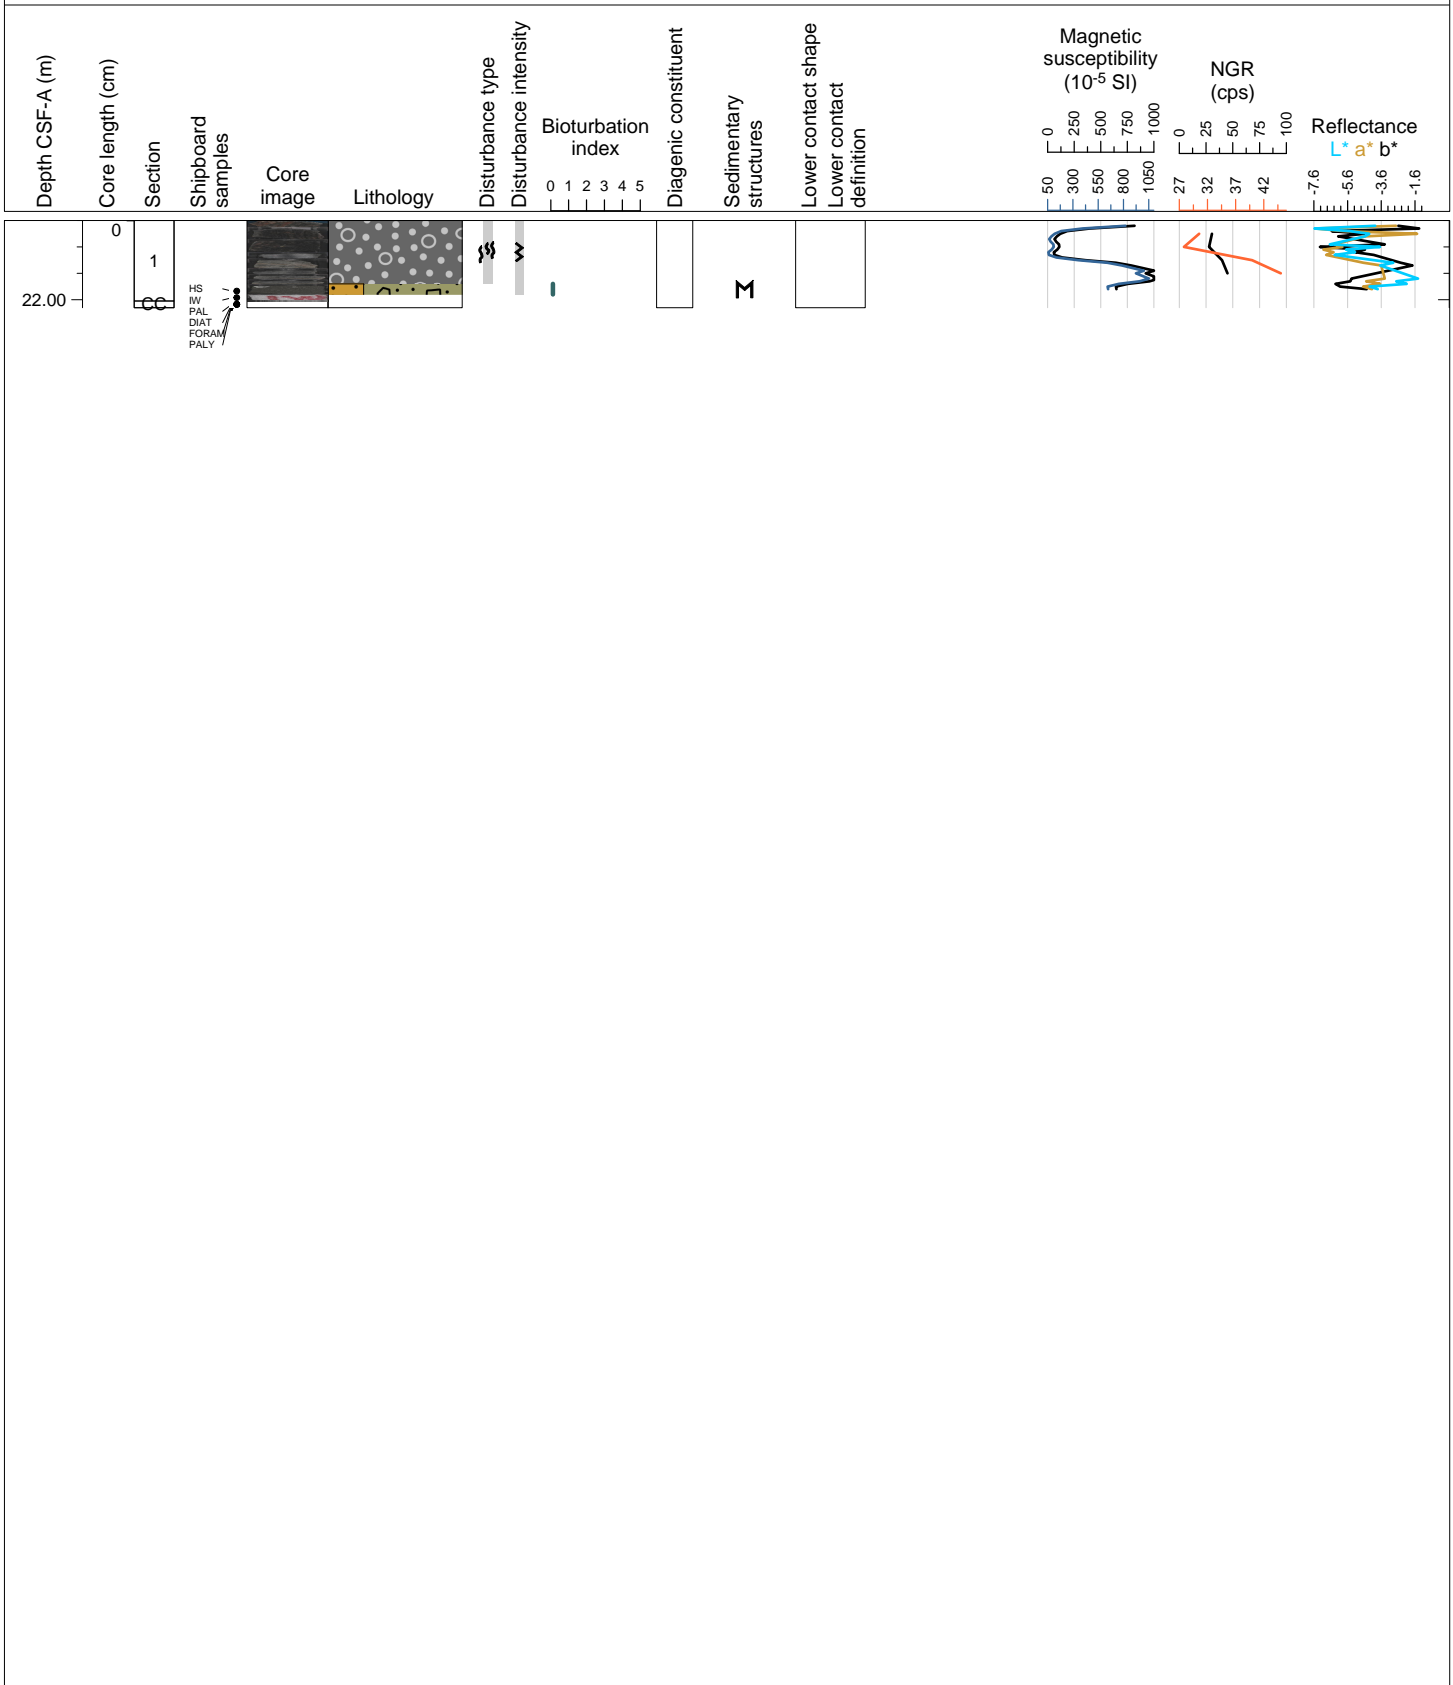 Depth CSF-A (m)
Core length (cm)
Section
Shipboard
samples
Core
image
Lithology
Disturbance type
Disturbance intensity
Bioturbation
index
0 1 2 3 4 5
Diagenic constituent
Sedimentary
structures
Lower contact shape
Lower contact
definition
Magnetic
susceptibility
(10-5 SI)
0 250 500 750 1000
50 300 550 800 1050
NGR
(cps)
0 25 50 75 100
27 32 37 42
Reflectance
L* a* b*
-7.6 -5.6 -3.6 -1.6
0
1
22.00
CC
HS
IW
PAL
DIAT
FORAM
PALY